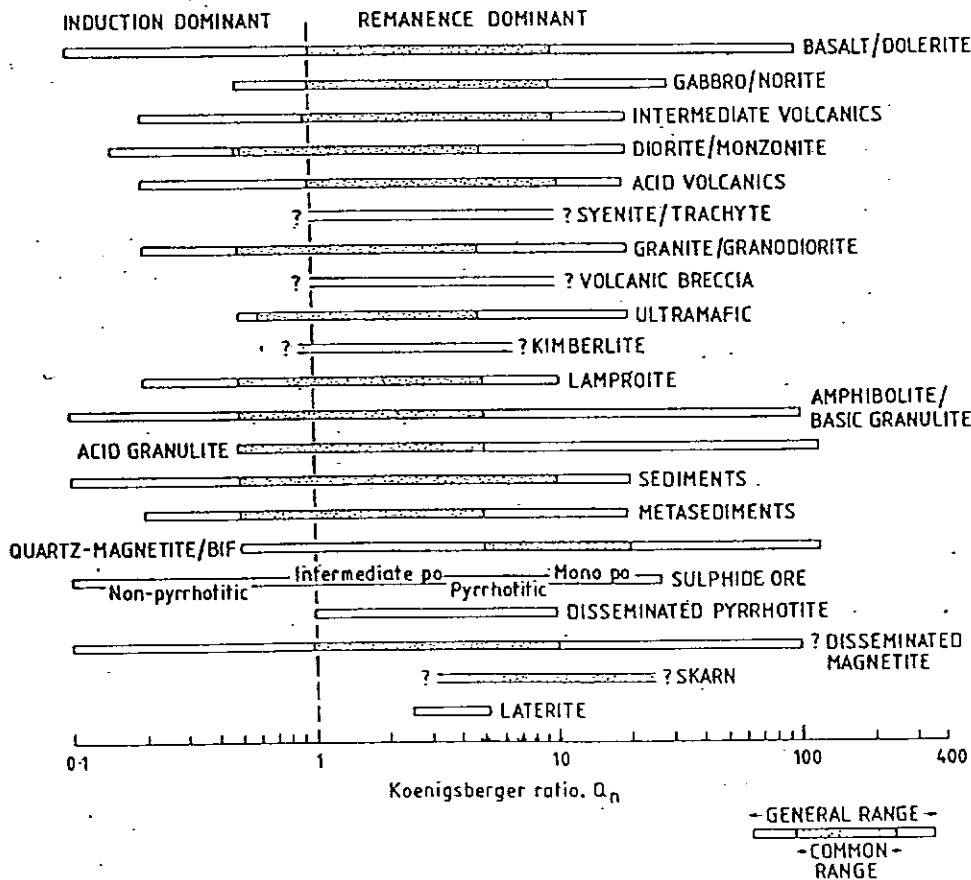 INDUCTION DOMINANT REMANENCE DOMINANT
BASALT/DOLERITE
GABBRO/NORITE
INTERMEDIATE VOLCANICS
DIORITE/MONZONITE
ACID VOLCANICS
? ? SYENITE/TRACHYTE
GRANITE/GRANODIORITE
? ? VOLCANIC BRECCIA
ULTRAMAFIC
? ? KIMBERLITE
LAMPROITE
AMPHIBOLITE/
BASIC GRANULITE
ACID GRANULITE
SEDIMENTS
METASEDIMENTS
QUARTZ-MAGNETITE/BIF
Intermediate po Mono po SULPHIDE ORE
Non-pyrrhotitic Pyrrhotitic
DISSEMINATED PYRRHOTITE
? DISSEMINATED
MAGNETITE
? ? SKARN
LATERITE
0·1 1 10 100 400
Koenigsberger ratio. Qn
GENERAL RANGE
COMMON
RANGE